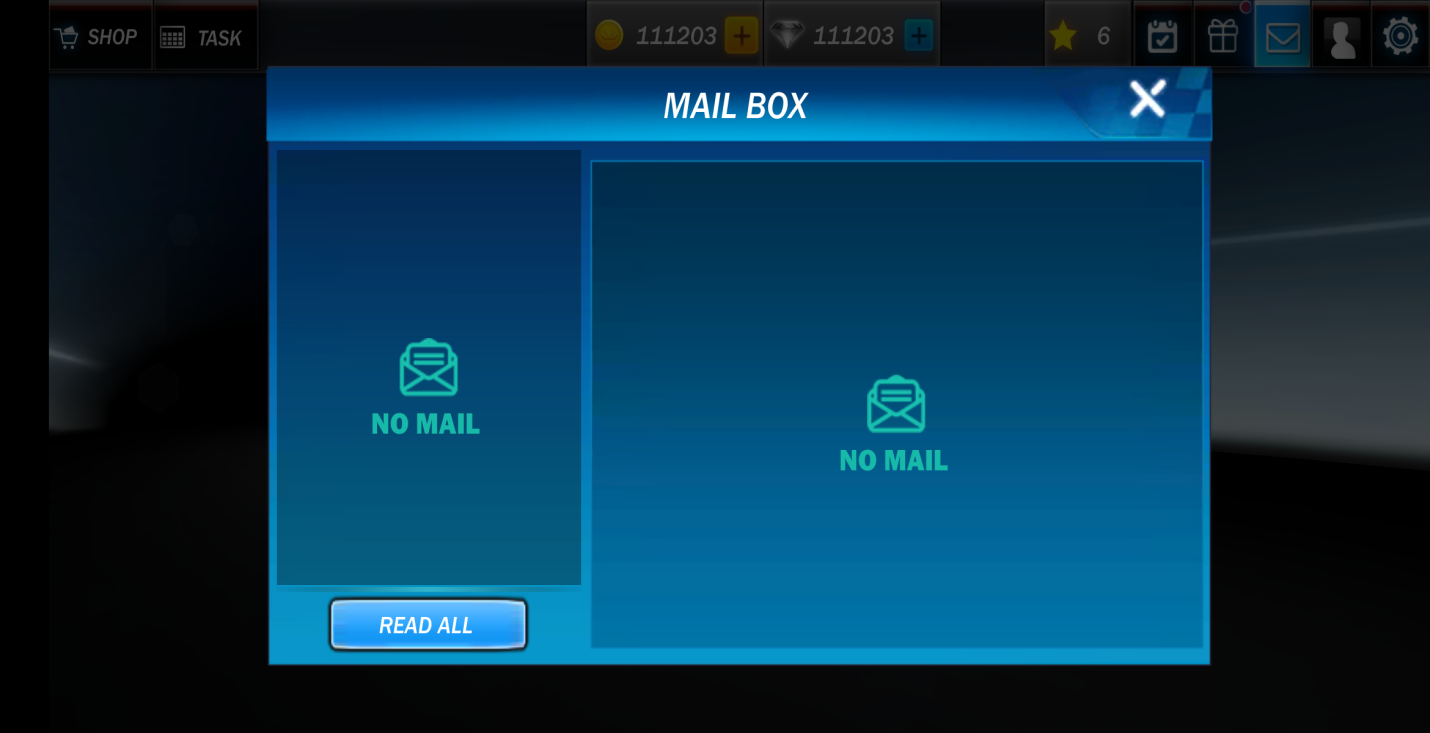 SHOP
TASK
111203
111203
6
MAIL BOX
NO MAIL
NO MAIL
READ ALL